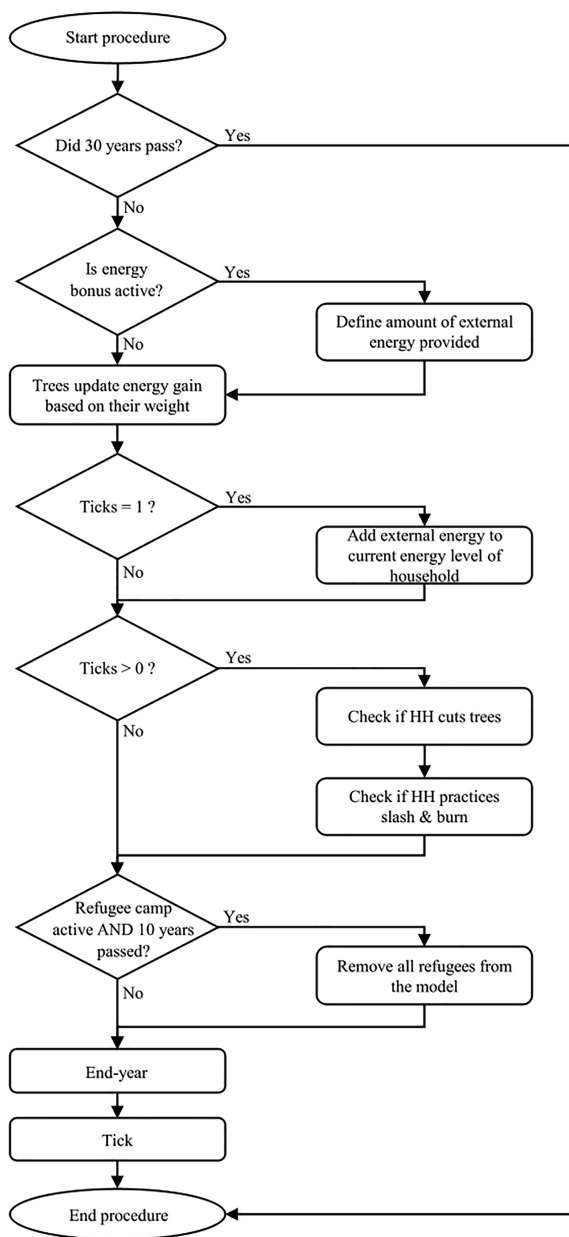 Start procedure
Did 30 years pass?
Yes
No
Is energy
bonus active?
Yes
Define amount of external
energy provided
No
Trees update energy gain
based on their weight
Ticks = 1 ?
Yes
Add external energy to
current energy level of
household
No
Ticks > 0 ?
Yes
No
Check if HH cuts trees
Check if HH practices
slash & burn
Refugee camp
active AND 10 years
passed?
Yes
Remove all refugees from
the model
No
End-year
Tick
End procedure